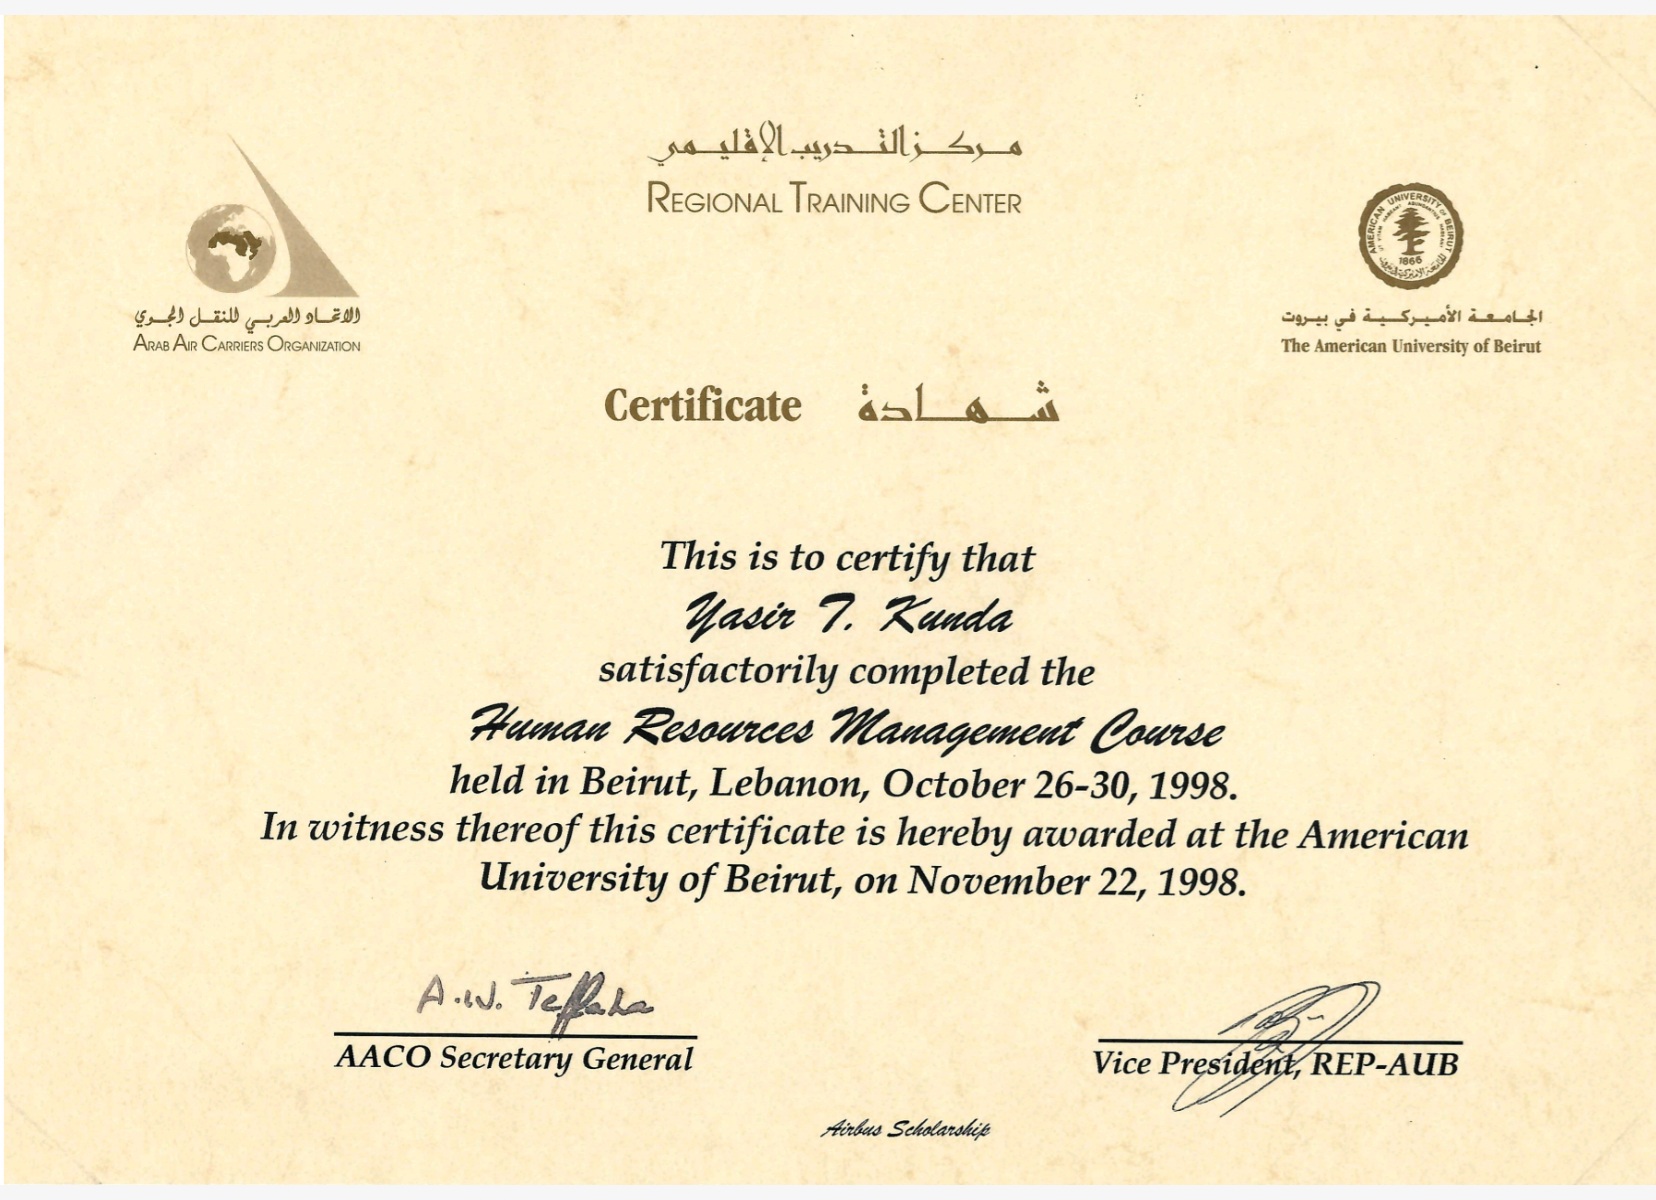 مركز التدريب الإقليمي
REGIONAL TRAINING CENTER
الاتحاد العربي للنقل الجوي
ARAB AIR CARRIERS ORGANIZATION
AMERICAN UNIVERSITY of BEIRUT
1866
الجامعة الأميركية في بيروت
The American University of Beirut
Certificate شهادة
This is to certify that
Yasir T. Kunda
satisfactorily completed the
Human Resources Management Course
held in Beirut, Lebanon, October 26-30, 1998.
In witness thereof this certificate is hereby awarded at the American
University of Beirut, on November 22, 1998.
A.W. Teffaha
AACO Secretary General
Vice President, REP-AUB
Airbus Scholarship